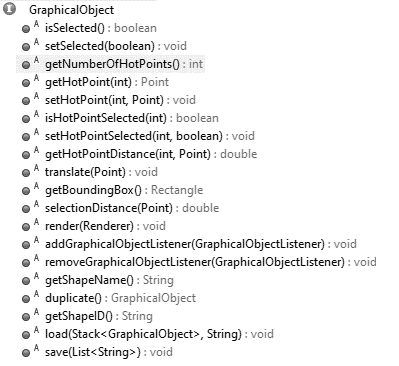 GraphicalObject
A isSelected() : boolean
A setSelected(boolean) : void
A getNumberOfHotPoints() : int
A getHotPoint(int) : Point
A setHotPoint(int, Point) : void
A isHotPointSelected(int) : boolean
A setHotPointSelected(int, boolean) : void
A getHotPointDistance(int, Point) : double
A translate(Point) : void
A getBoundingBox() : Rectangle
A selectionDistance(Point) : double
A render(Renderer) : void
A addGraphicalObjectListener(GraphicalObjectListener) : void
A removeGraphicalObjectListener(GraphicalObjectListener) : void
A getShapeName() : String
A duplicate() : GraphicalObject
A getShapeID() : String
A load(Stack<GraphicalObject>, String) : void
A save(List<String>) : void